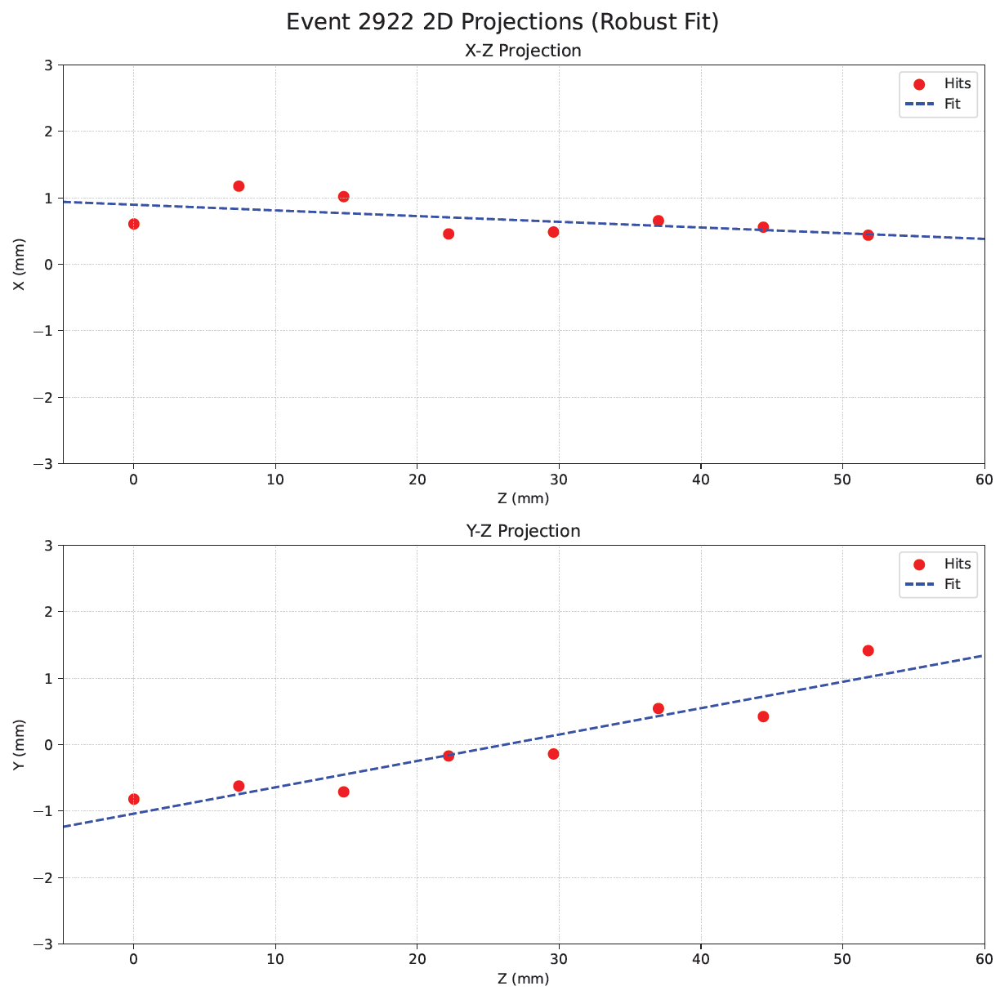 Event 2922 2D Projections (Robust Fit)
X-Z Projection
Hits
Fit
3
2
1
0
−1
−2
−3
X (mm)
0 10 20 30 40 50 60
Z (mm)
Y-Z Projection
Hits
Fit
3
2
1
0
−1
−2
−3
Y (mm)
0 10 20 30 40 50 60
Z (mm)